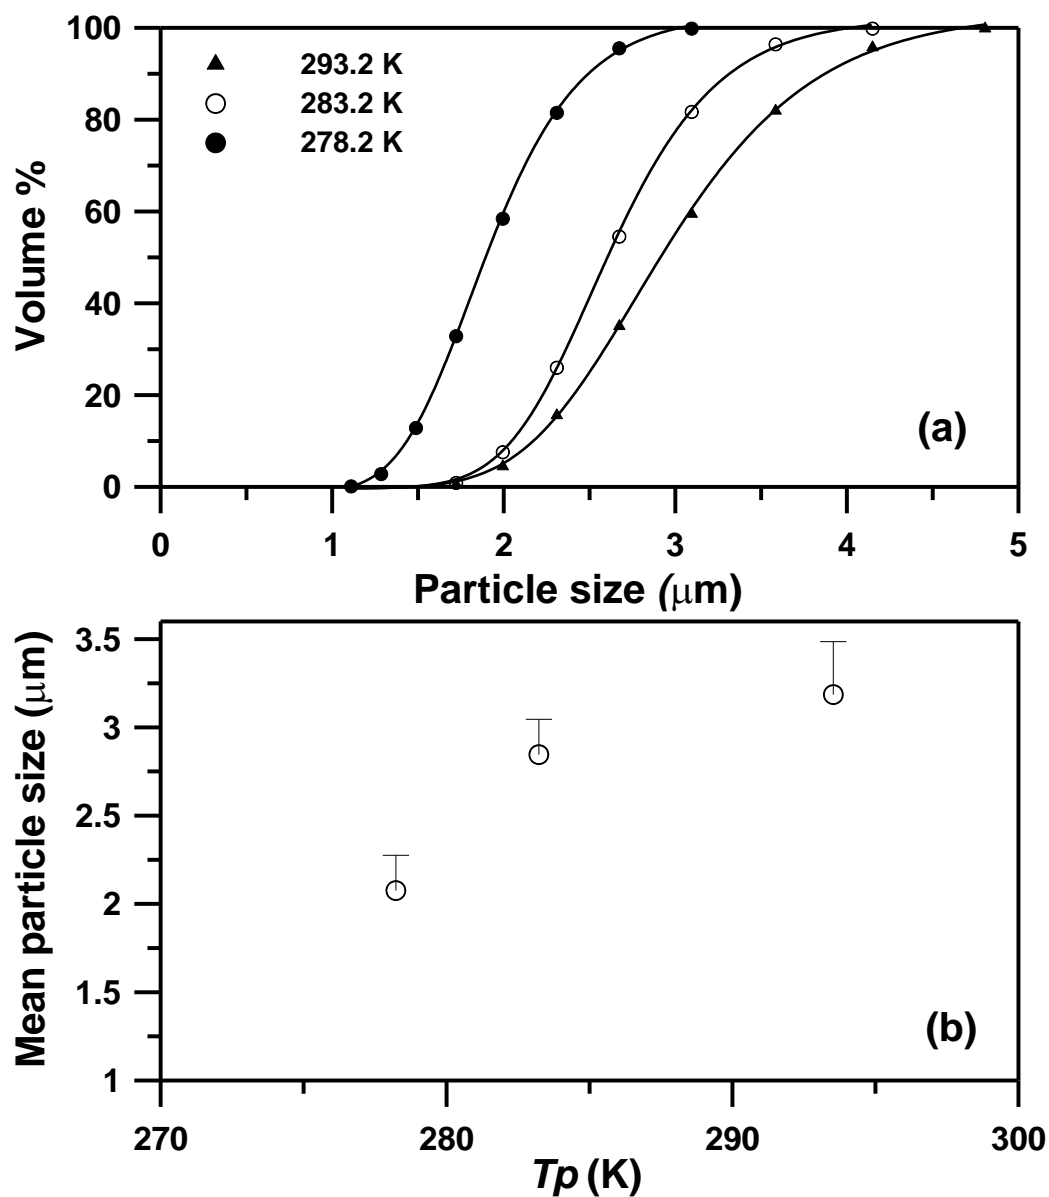 100
80
60
40
20
0
Volume %
293.2 K
283.2 K
278.2 K
(a)
0 1 2 3 4 5
Particle size (μm)
3.5
3
2.5
2
1.5
1
Mean particle size (μm)
(b)
270 280 290 300
Tp (K)